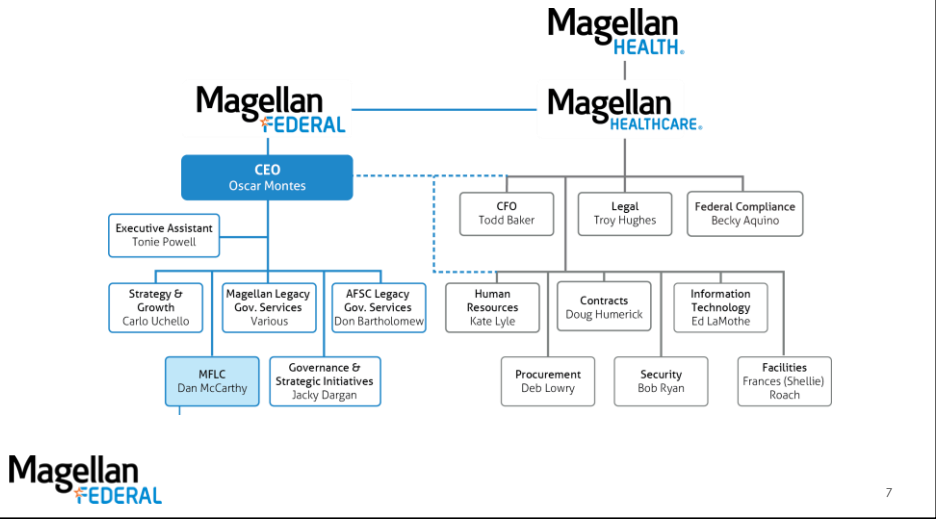 Magellan
HEALTH.
Magellan
FEDERAL
Magellan
HEALTHCARE®
CEO
Oscar Montes
CFO
Todd Baker
Legal
Troy Hughes
Federal Compliance
Becky Aquino
Executive Assistant
Tonie Powell
Strategy &
Growth
Carlo Uchello
Magellan Legacy
Gov. Services
Various
AFSC Legacy
Gov. Services
Don Bartholomew
Human
Resources
Kate Lyle
Contracts
Doug Humerick
Information
Technology
Ed LaMothe
MFLC
Dan McCarthy
Governance &
Strategic Initiatives
Jacky Dargan
Procurement
Deb Lowry
Security
Bob Ryan
Facilities
Frances (Shellie)
Roach
Magellan
FEDERAL
7